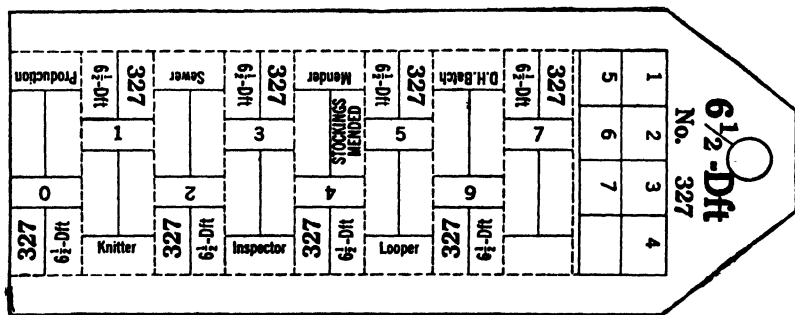 6½-Dft
No. 327
1 2 3 4
5 6 7
Production
0
327
6½-Dft
6½-Dft
327
1
Knitter
Sewer
2
327
6½-Dft
6½-Dft
327
3
Inspector
Mender
STOCKINGS
MENDED
4
327
6½-Dft
6½-Dft
327
5
Looper
D.H.Batch
6
327
6½-Dft
6½-Dft
327
7